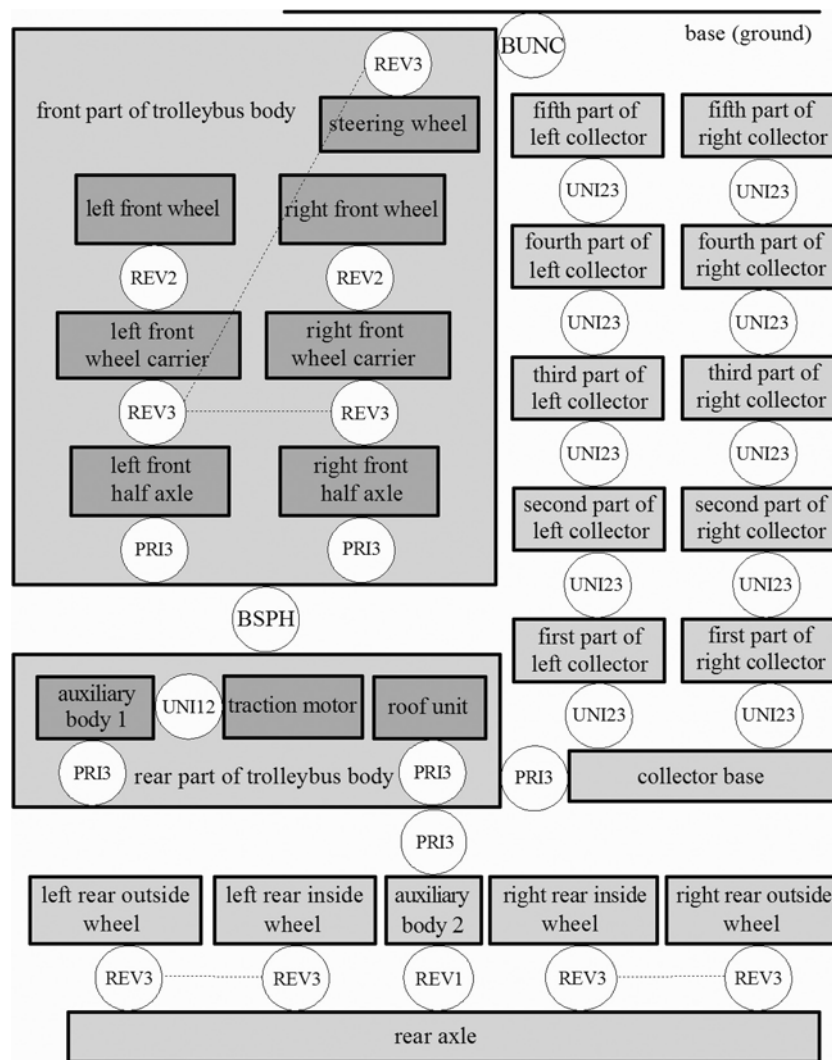 BUNC
base (ground)
REV3
front part of trolleybus body
steering wheel
fifth part of
left collector
fifth part of
right collector
UNI23
UNI23
left front wheel
right front wheel
fourth part of
left collector
fourth part of
right collector
REV2
REV2
UNI23
UNI23
left front
wheel carrier
right front
wheel carrier
third part of
left collector
third part of
right collector
REV3
REV3
UNI23
UNI23
left front
half axle
right front
half axle
second part of
left collector
second part of
right collector
PRI3
PRI3
UNI23
UNI23
BSPH
first part of
left collector
first part of
right collector
auxiliary
body 1
UNI12
traction motor
roof unit
UNI23
UNI23
PRI3
rear part of trolleybus body
PRI3
PRI3
collector base
PRI3
left rear outside
wheel
left rear inside
wheel
auxiliary
body 2
right rear inside
wheel
right rear outside
wheel
REV3
REV3
REV1
REV3
REV3
rear axle